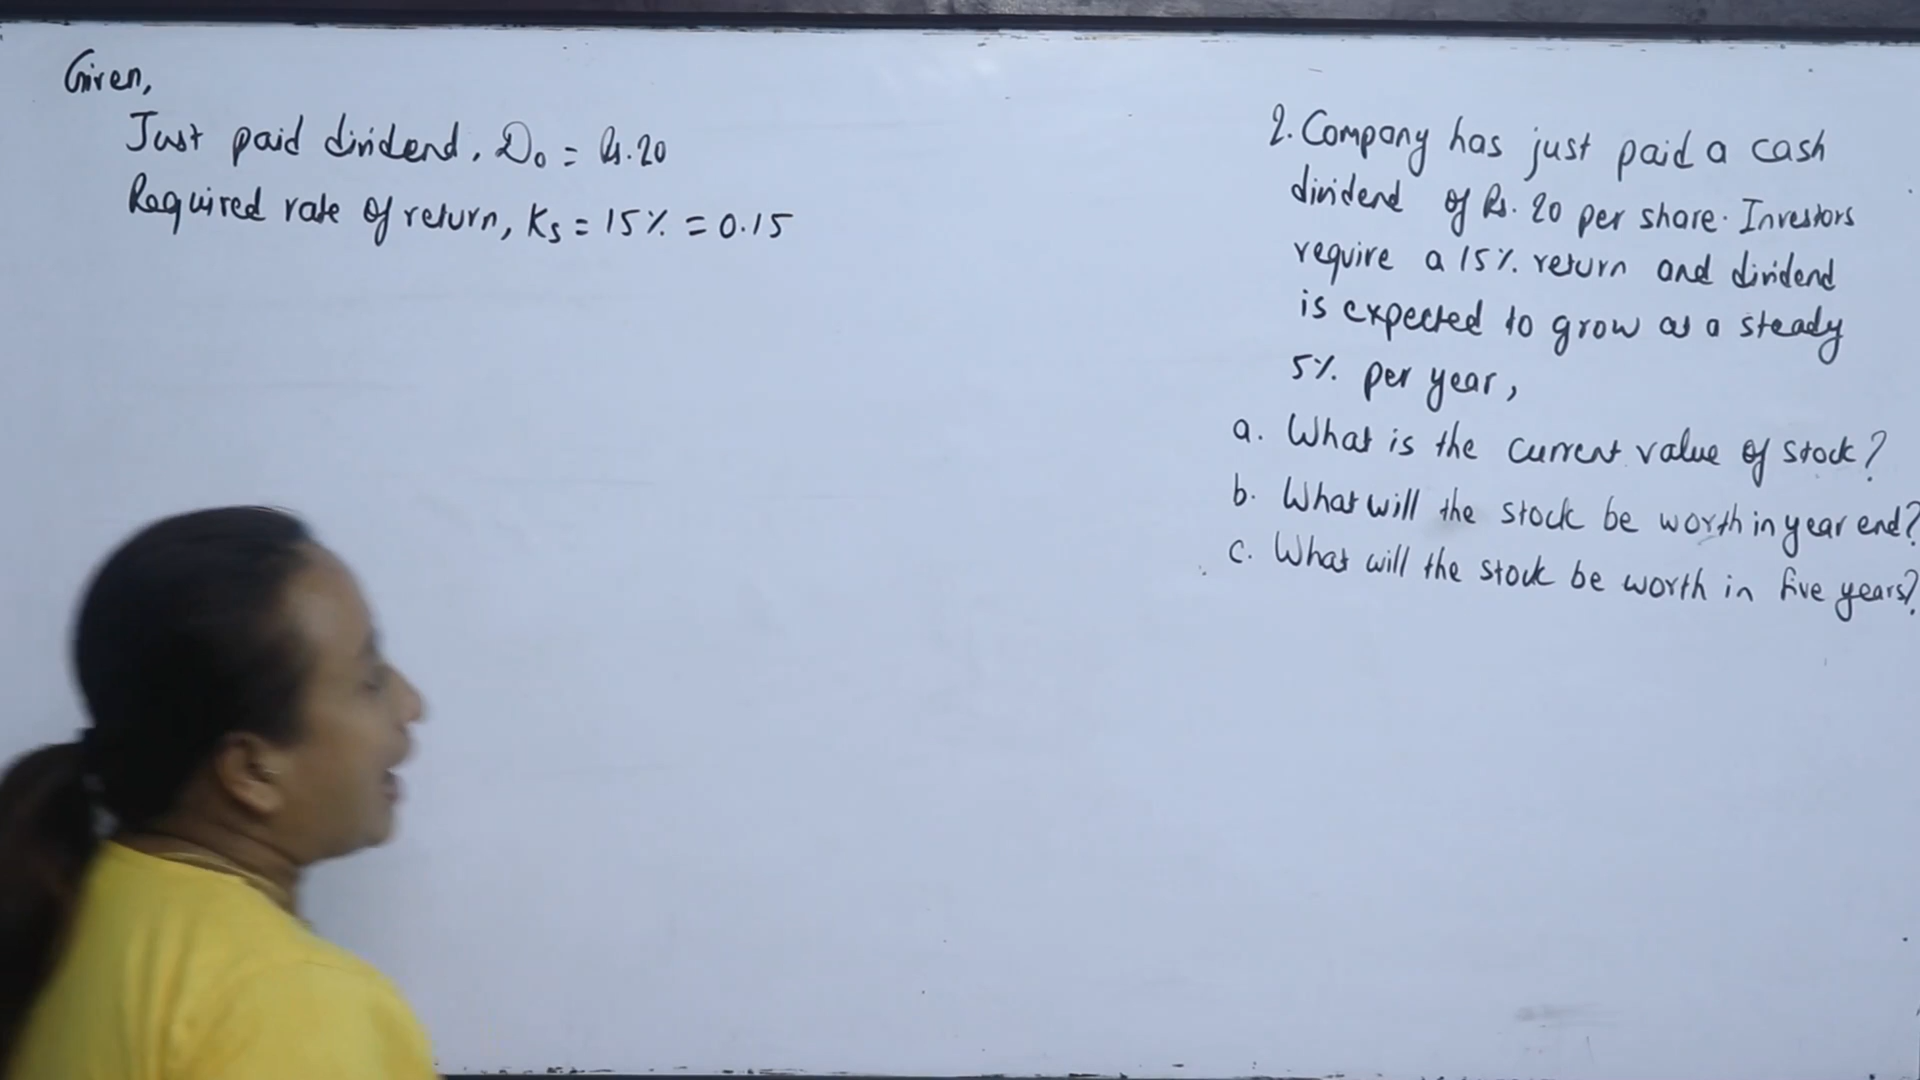 Given,
Just paid dividend, D₀ = Rs.20
Required rate of return, Ks = 15% = 0.15
2. Company has just paid a cash
dividend of Rs. 20 per share. Investors
require a 15% return and dividend
is expected to grow as a steady
5% per year,
a. What is the current value of stock?
b. What will the stock be worth in year end?
c. What will the stock be worth in five years?